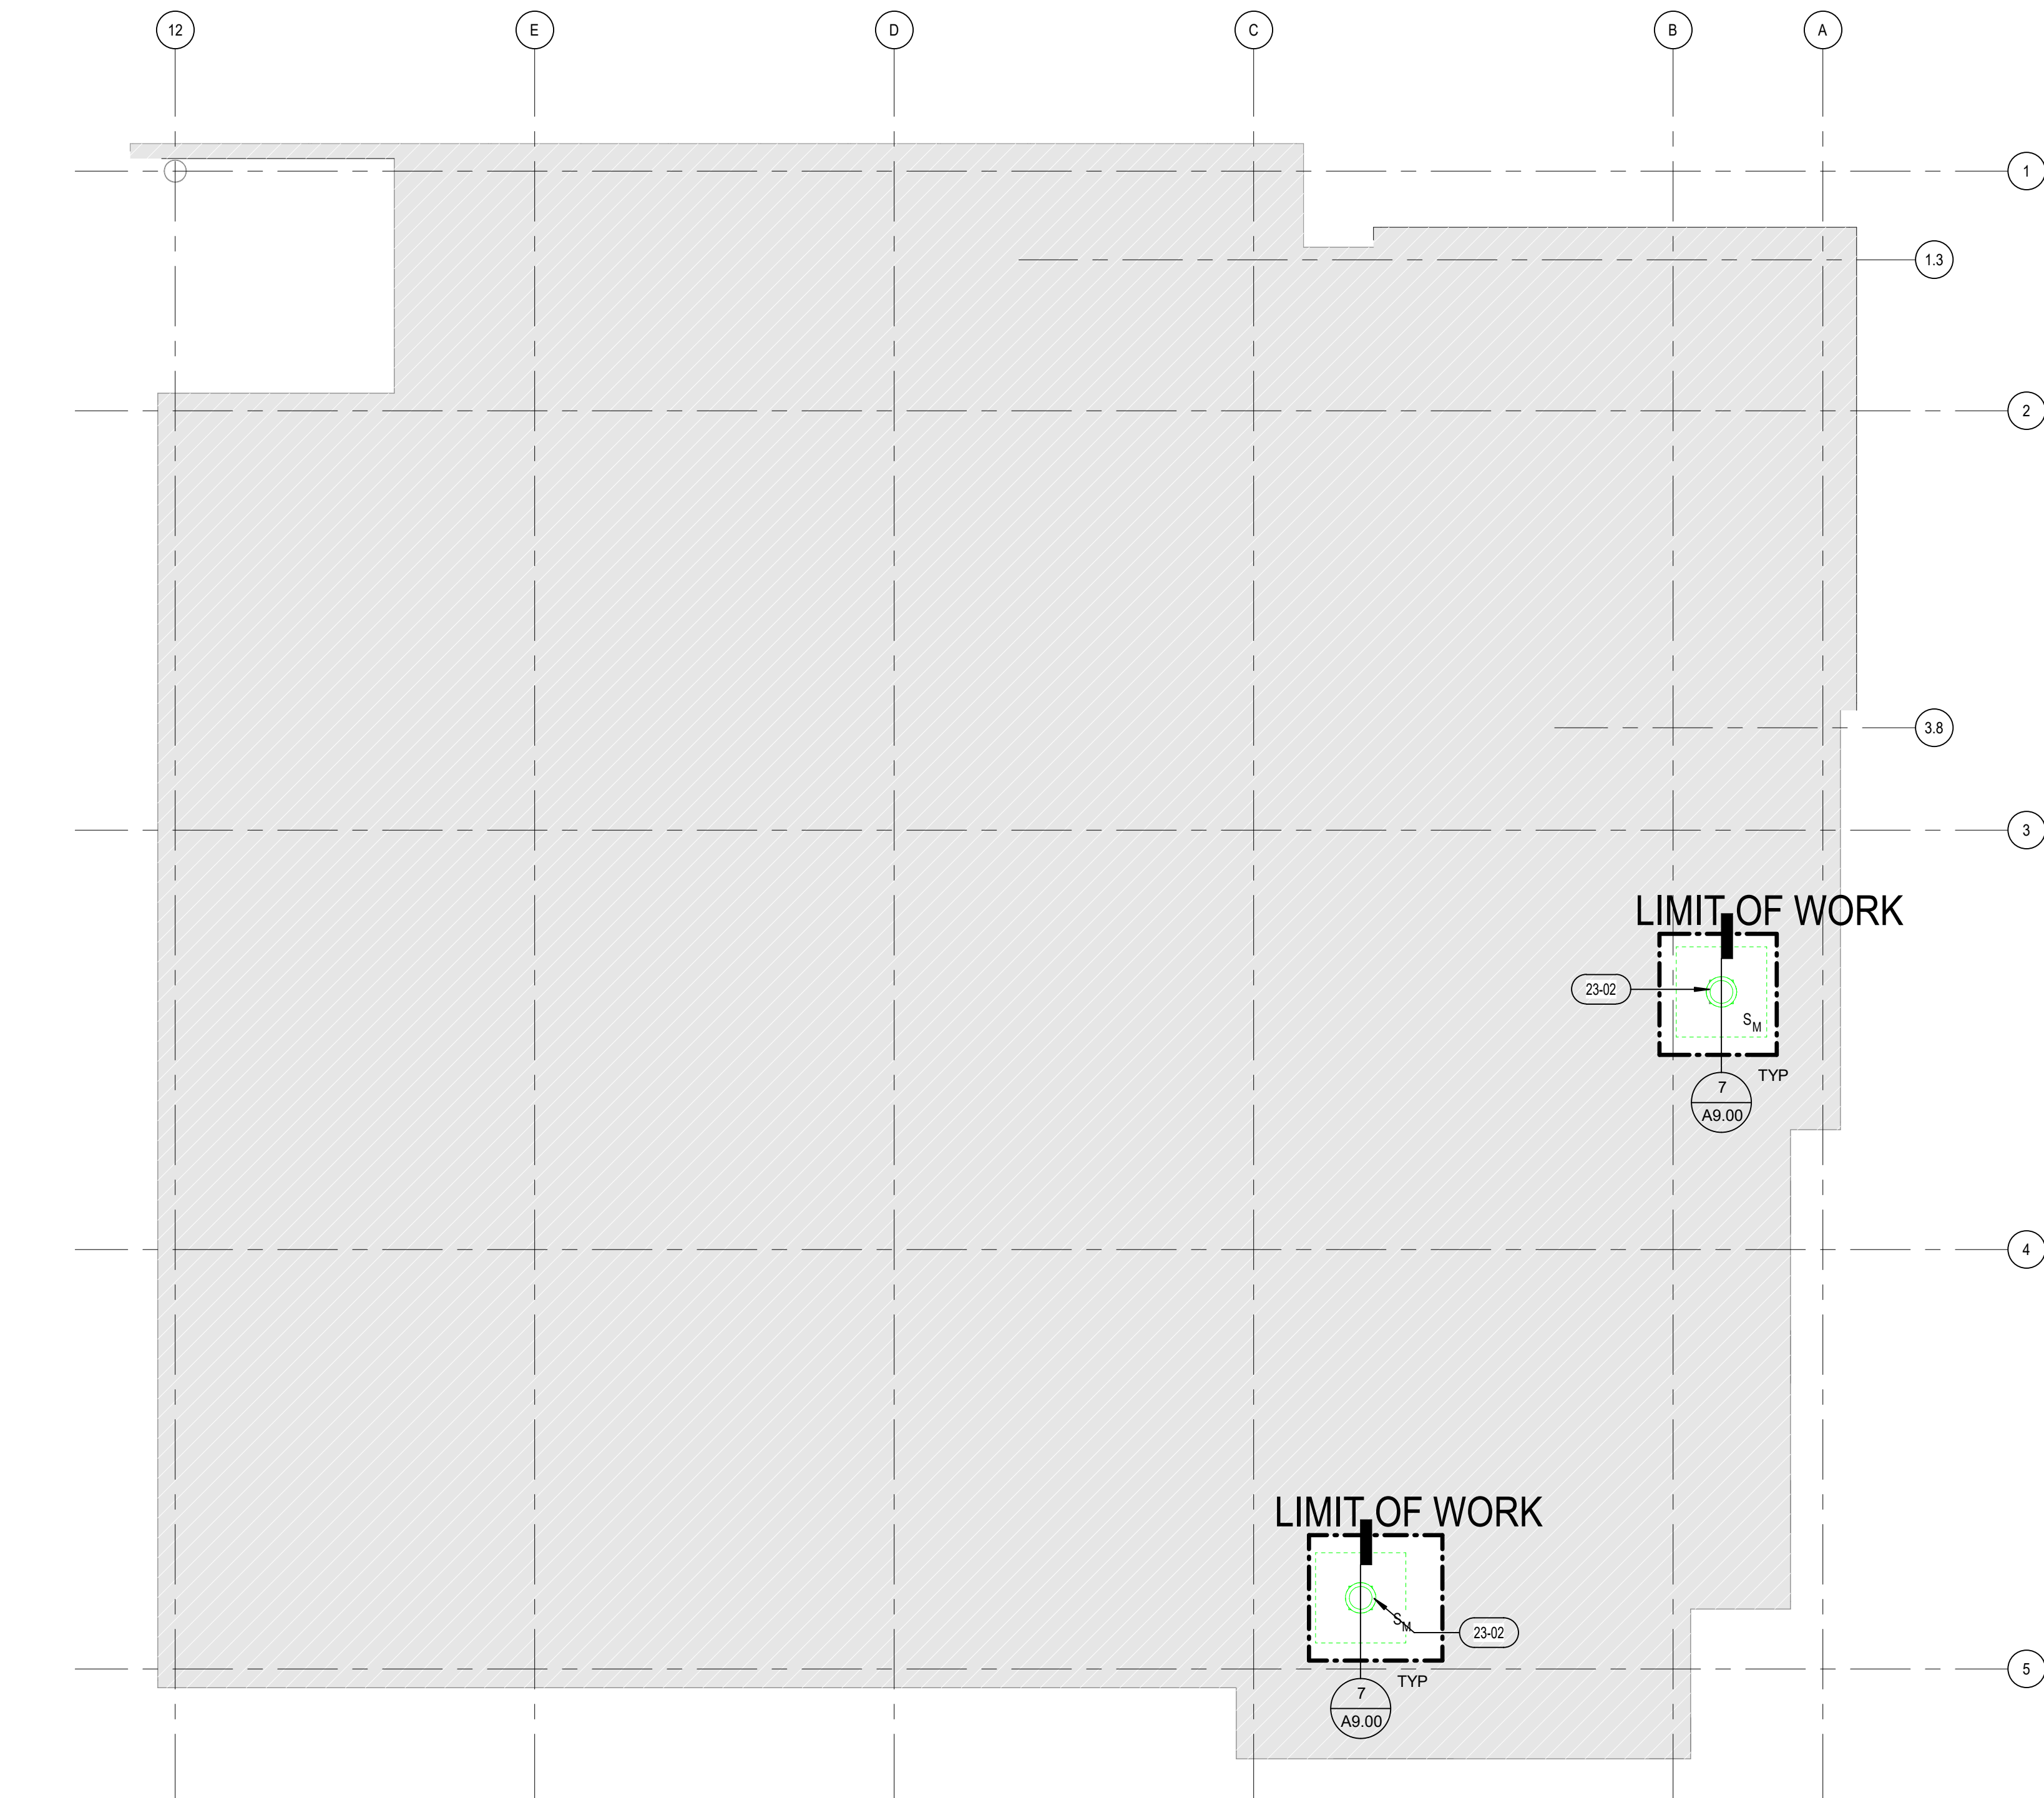 12 E D C B A
1
1.3
2
3.8
3
LIMIT OF WORK
23-02
SM
TYP
7
A9.00
4
LIMIT OF WORK
SM
23-02
5
TYP
7
A9.00